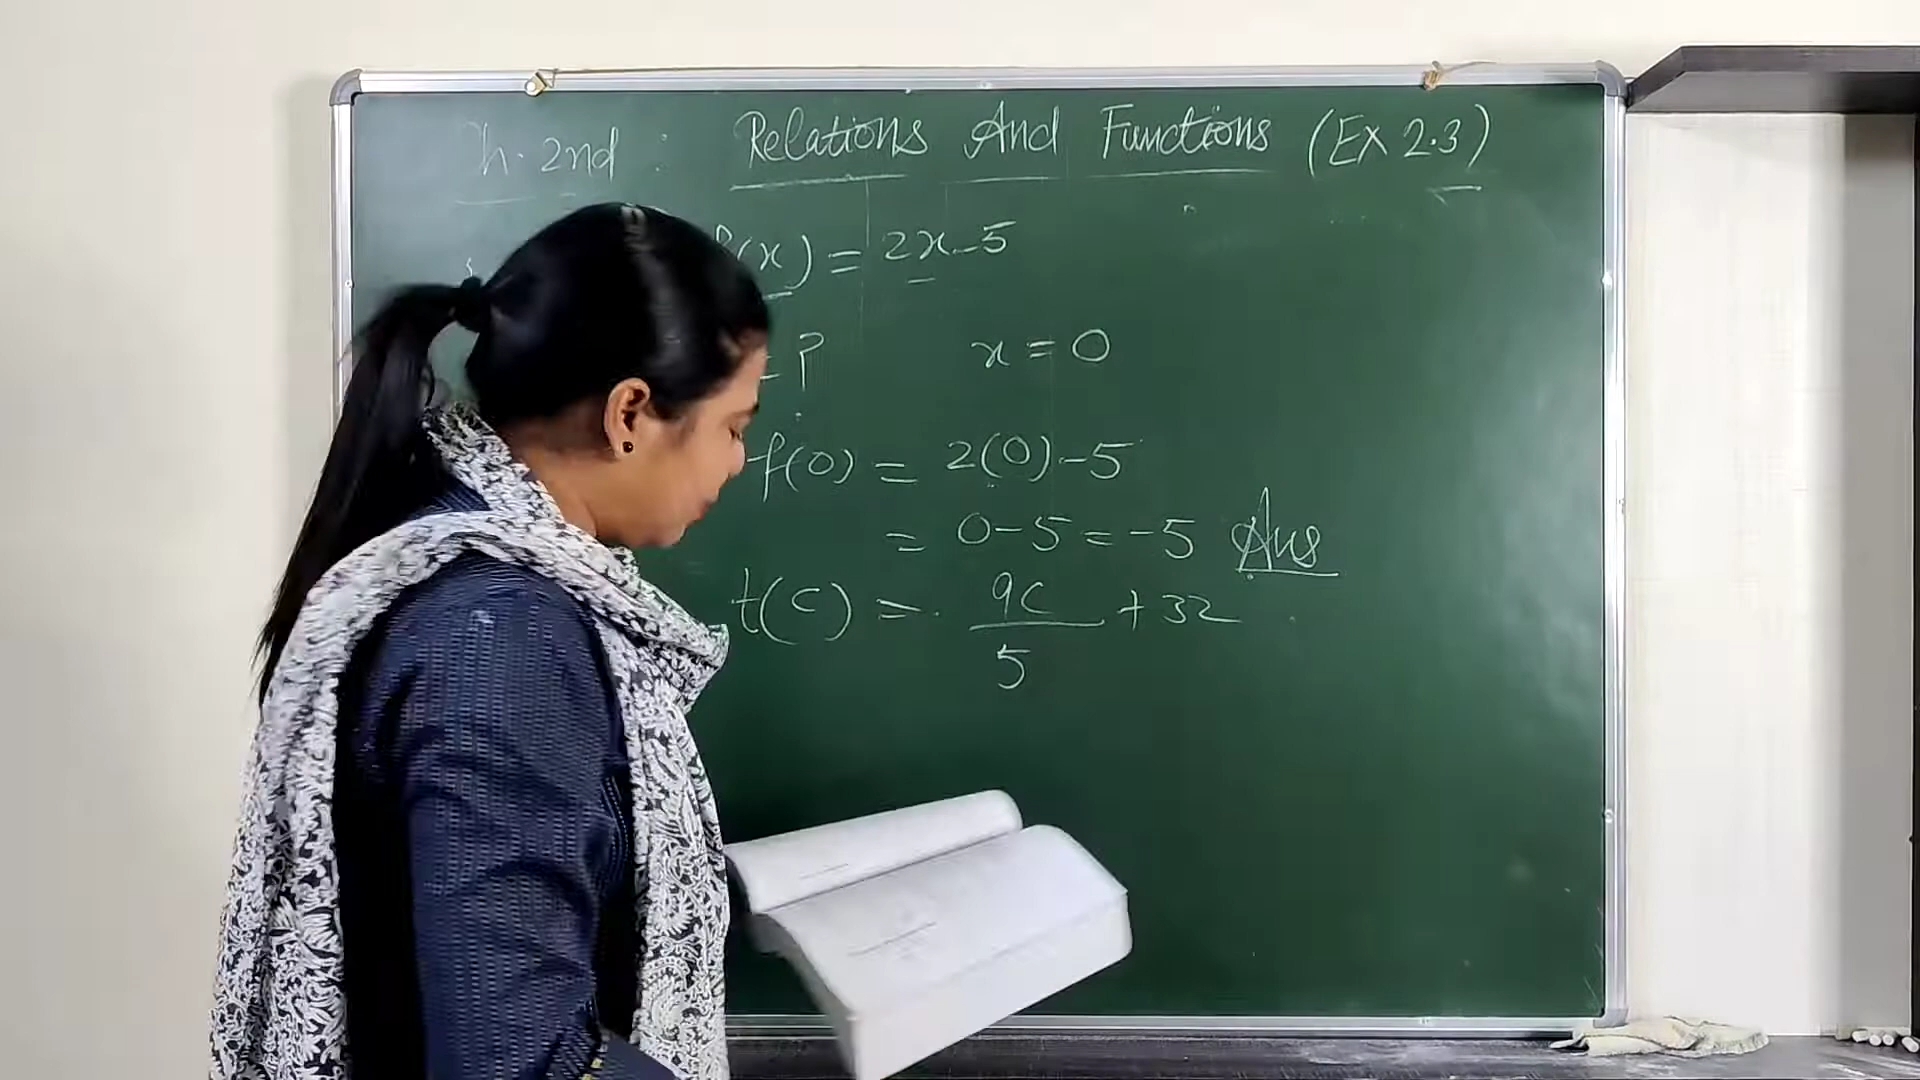 h. 2nd : Relations And Functions (Ex 2.3)
(x) = 2x-5
= ? x = 0
f(0) = 2(0)-5
= 0-5 = -5 Ans
t(c) = 9c/5 +32